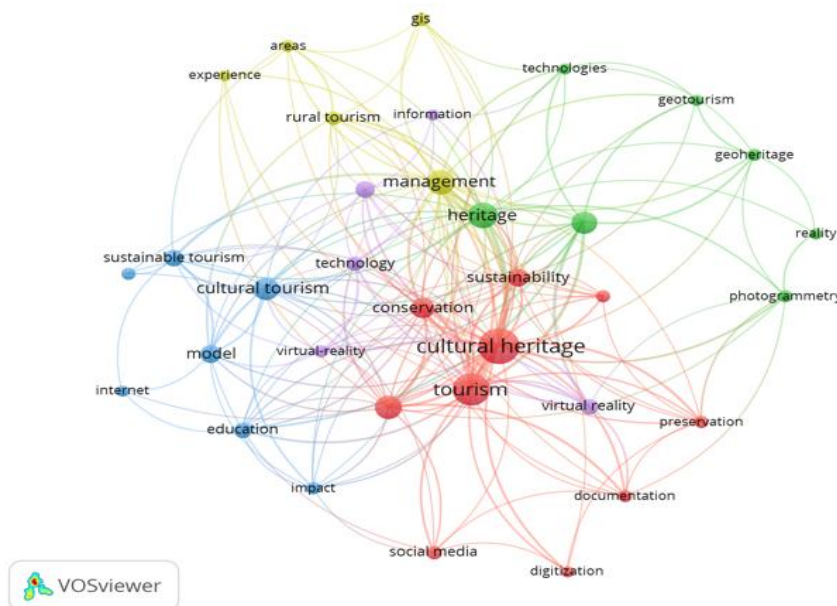 gis
areas
technologies
experience
geotourism
rural tourism
information
geoheritage
management
heritage
reality
sustainable tourism
technology
sustainability
cultural tourism
photogrammetry
conservation
cultural heritage
model
virtual-reality
internet
tourism
virtual reality
education
preservation
impact
documentation
social media
digitization
VOSviewer